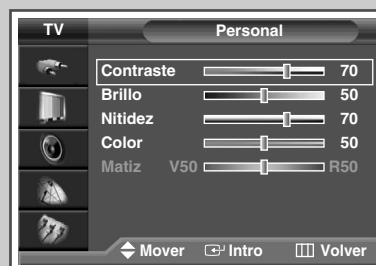 TV Personal
Contraste 70
Brillo 50
Nitidez 70
Color 50
Matiz V50 R50
Mover Intro Volver